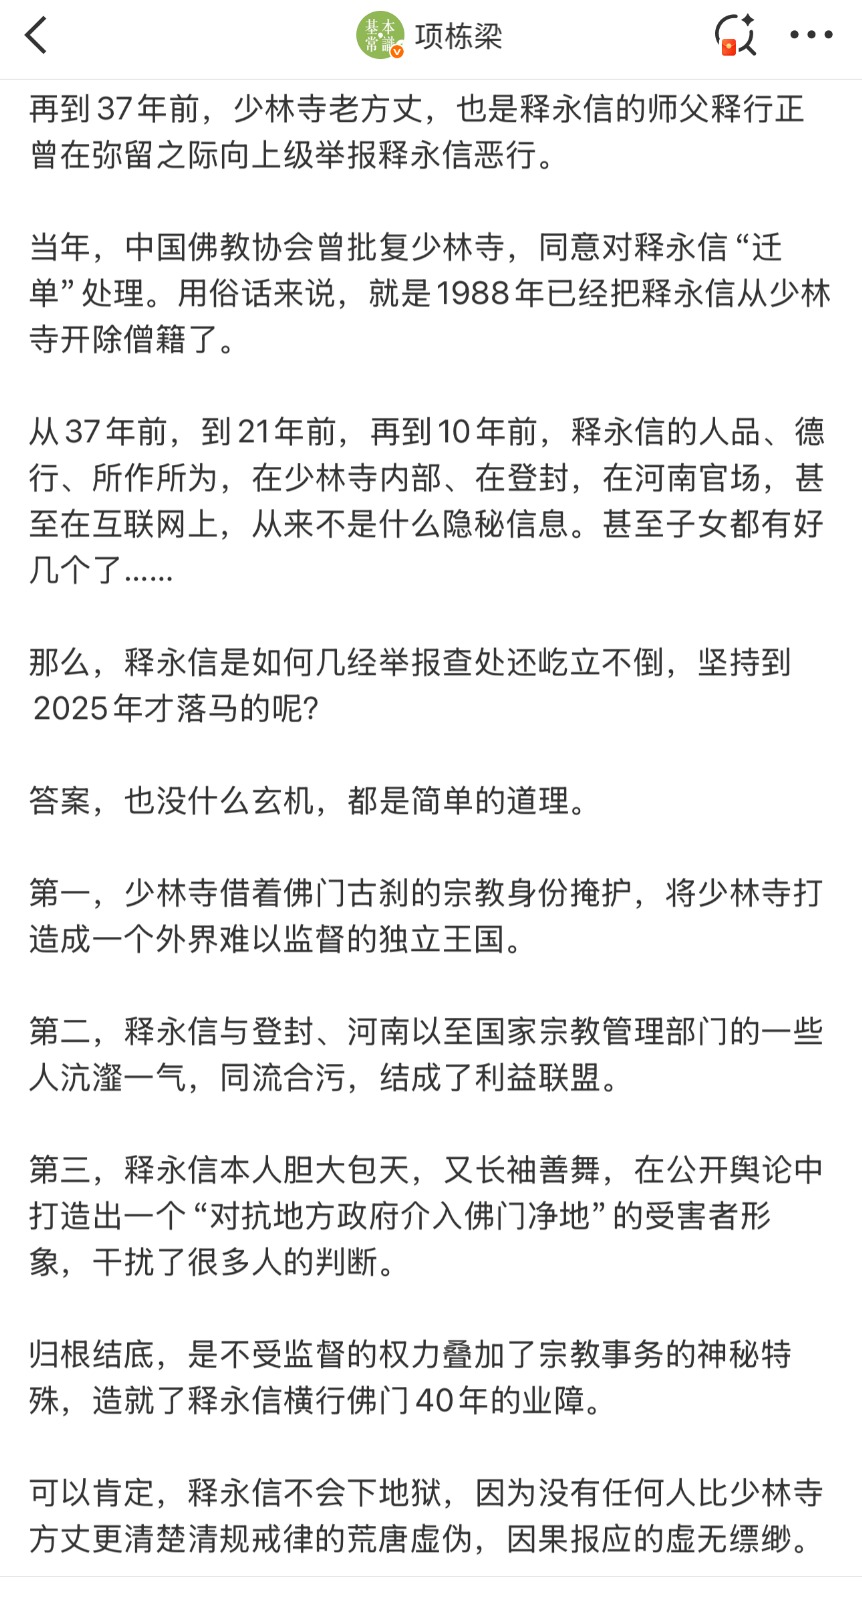 基本
常識
项栋梁
再到37年前，少林寺老方丈，也是释永信的师父释行正
曾在弥留之际向上级举报释永信恶行。
当年，中国佛教协会曾批复少林寺，同意对释永信“迁
单”处理。用俗话来说，就是1988年已经把释永信从少林
寺开除僧籍了。
从37年前，到21年前，再到10年前，释永信的人品、德
行、所作所为，在少林寺内部、在登封，在河南官场，甚
至在互联网上，从来不是什么隐秘信息。甚至子女都有好
几个了……
那么，释永信是如何几经举报查处还屹立不倒，坚持到
2025年才落马的呢?
答案，也没什么玄机，都是简单的道理。
第一，少林寺借着佛门古刹的宗教身份掩护，将少林寺打
造成一个外界难以监督的独立王国。
第二，释永信与登封、河南以至国家宗教管理部门的一些
人沆瀣一气，同流合污，结成了利益联盟。
第三，释永信本人胆大包天，又长袖善舞，在公开舆论中
打造出一个“对抗地方政府介入佛门净地”的受害者形
象，干扰了很多人的判断。
归根结底，是不受监督的权力叠加了宗教事务的神秘特
殊，造就了释永信横行佛门40年的业障。
可以肯定，释永信不会下地狱，因为没有任何人比少林寺
方丈更清楚清规戒律的荒唐虚伪，因果报应的虚无缥缈。